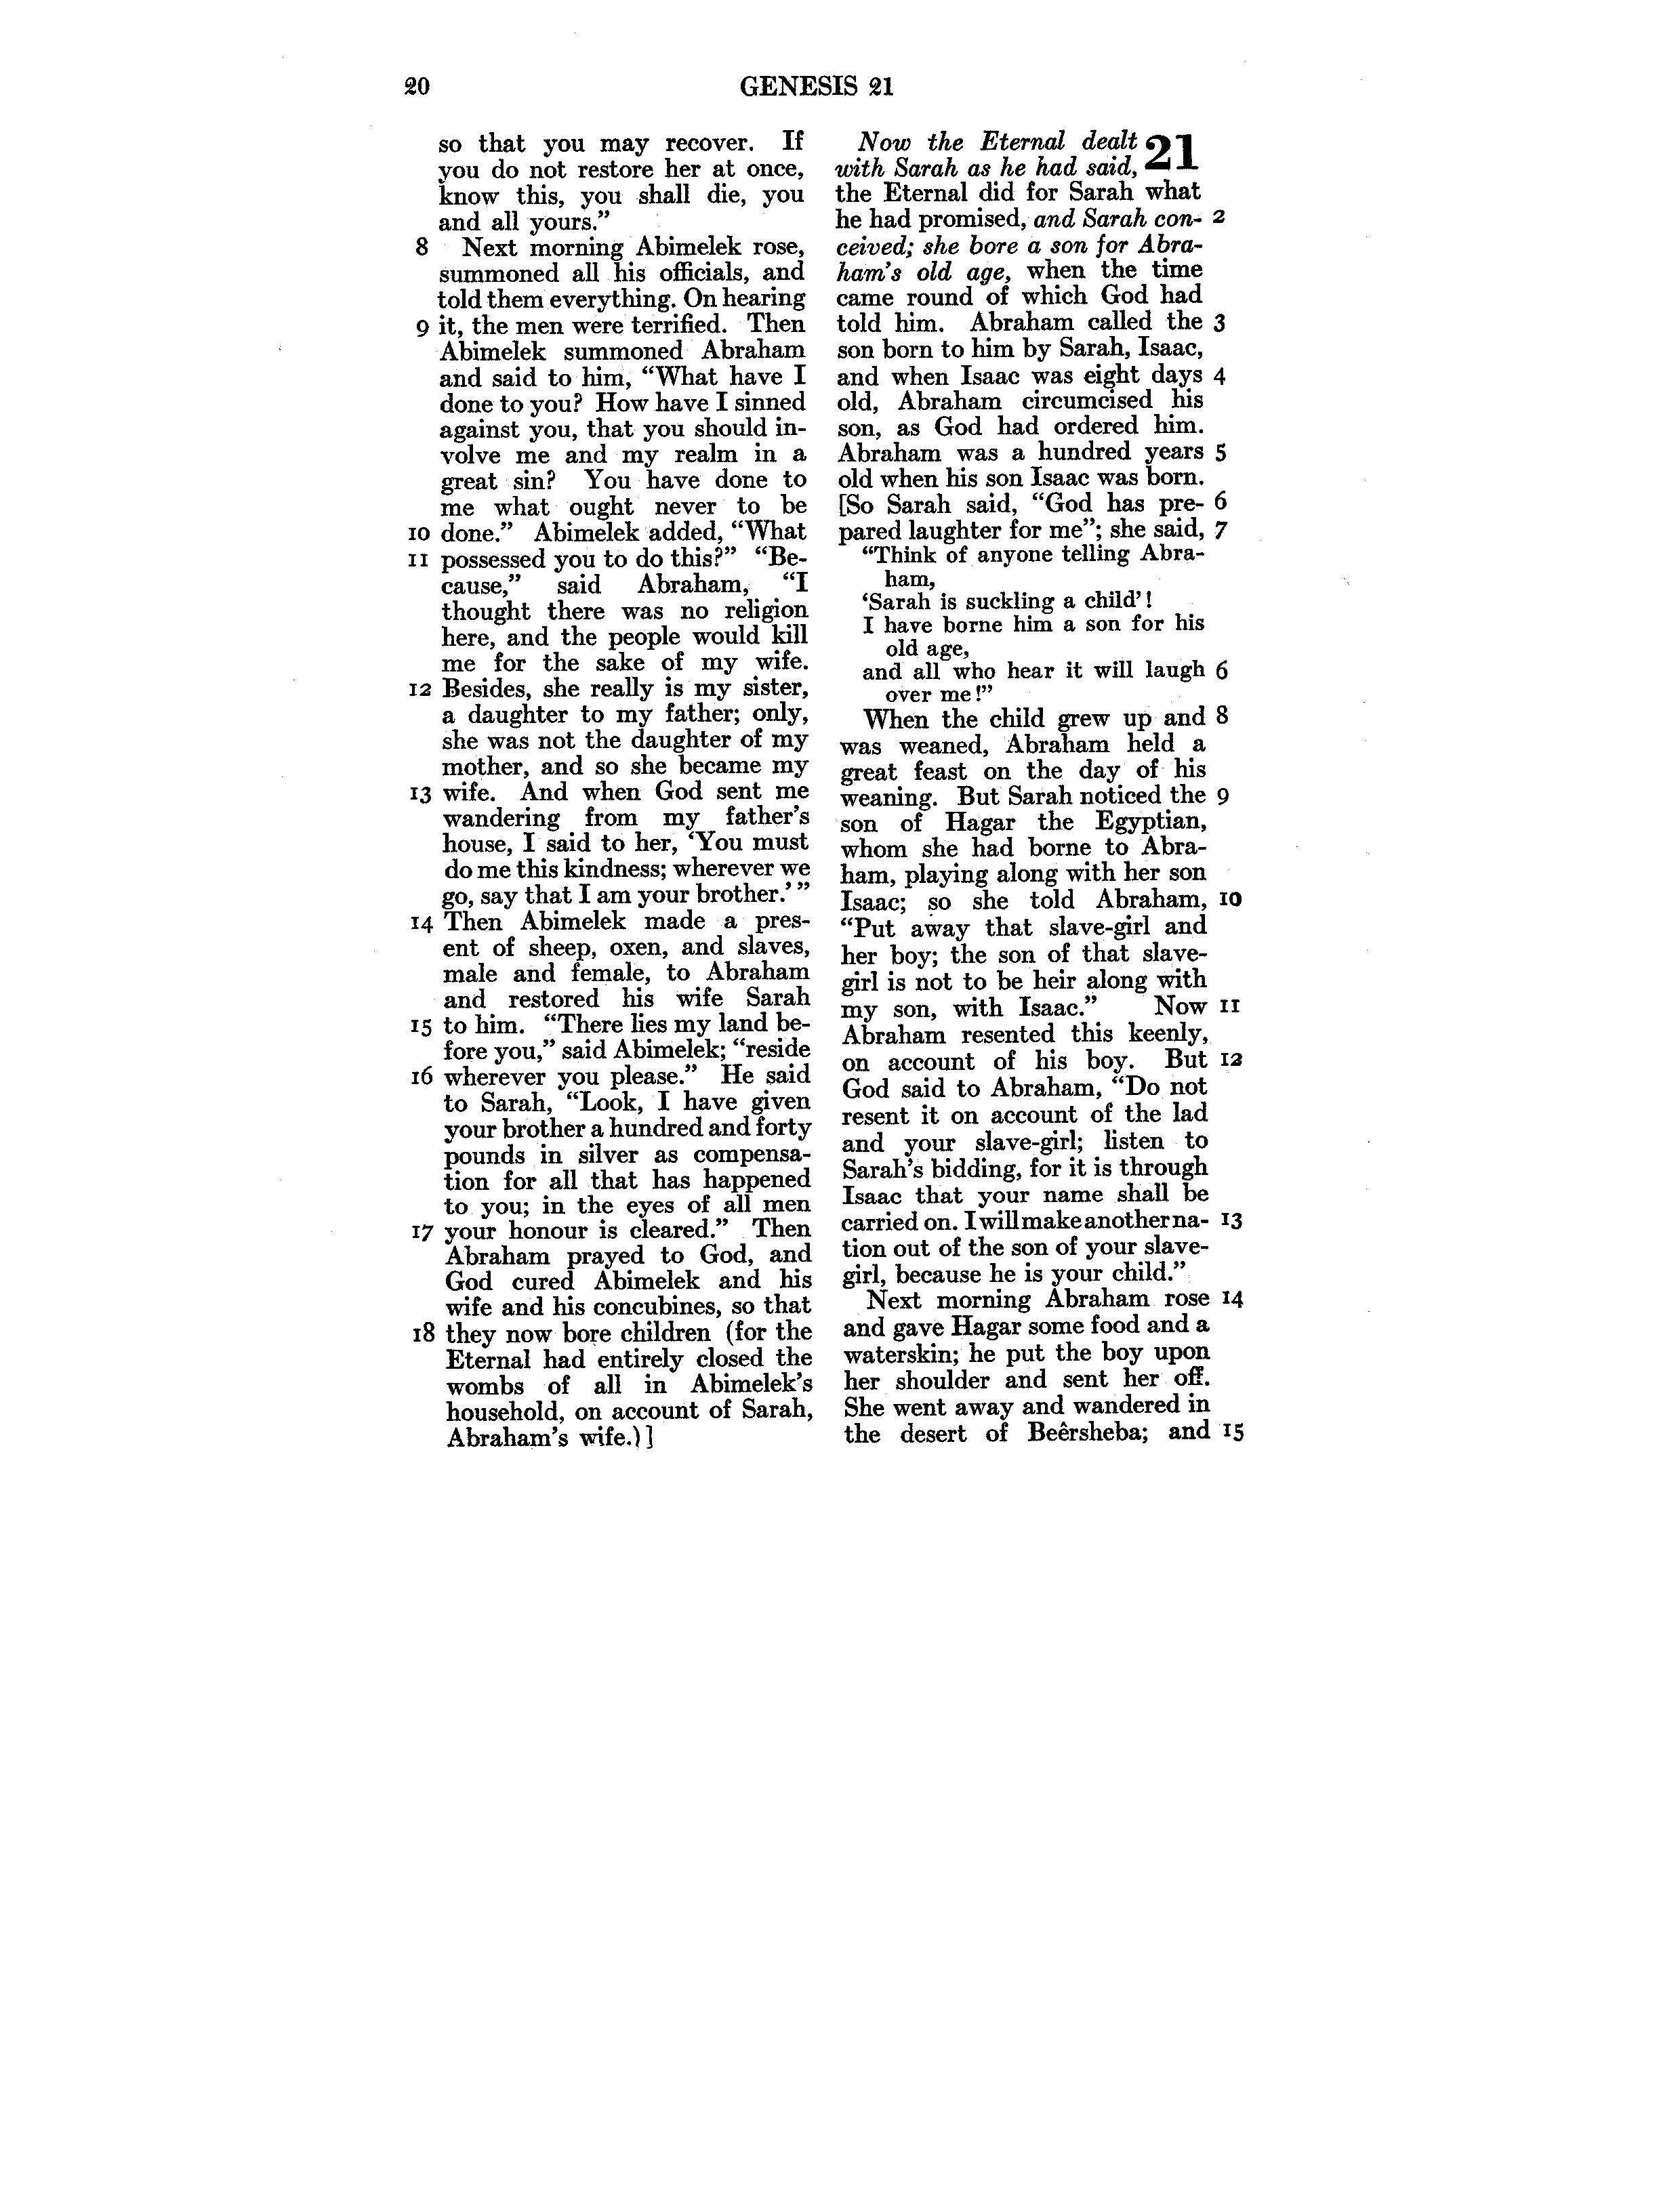 20 GENESIS 21
so that you may recover. If
you do not restore her at once,
know this, you shall die, you
and all yours.”
8 Next morning Abimelek rose,
summoned all his officials, and
told them everything. On hearing
9 it, the men were terrified. Then
Abimelek summoned Abraham
and said to him, “What have I
done to you? How have I sinned
against you, that you should in-
volve me and my realm in a
great sin? You have done to
me what ought never to be
10 done.” Abimelek added, “What
11 possessed you to do this?” “Be-
cause,” said Abraham, “I
thought there was no religion
here, and the people would kill
me for the sake of my wife.
12 Besides, she really is my sister,
a daughter to my father; only,
she was not the daughter of my
mother, and so she became my
13 wife. And when God sent me
wandering from my father’s
house, I said to her, ‘You must
do me this kindness; wherever we
go, say that I am your brother.’”
14 Then Abimelek made a pres-
ent of sheep, oxen, and slaves,
male and female, to Abraham
and restored his wife Sarah
15 to him. “There lies my land be-
fore you,” said Abimelek; “reside
16 wherever you please.” He said
to Sarah, “Look, I have given
your brother a hundred and forty
pounds in silver as compensa-
tion for all that has happened
to you; in the eyes of all men
17 your honour is cleared.” Then
Abraham prayed to God, and
God cured Abimelek and his
wife and his concubines, so that
18 they now bore children (for the
Eternal had entirely closed the
wombs of all in Abimelek’s
household, on account of Sarah,
Abraham’s wife.)]
Now the Eternal dealt 21
with Sarah as he had said,
the Eternal did for Sarah what
he had promised, and Sarah con- 2
ceived; she bore a son for Abra-
ham’s old age, when the time
came round of which God had
told him. Abraham called the 3
son born to him by Sarah, Isaac,
and when Isaac was eight days 4
old, Abraham circumcised his
son, as God had ordered him.
Abraham was a hundred years 5
old when his son Isaac was born.
[So Sarah said, “God has pre- 6
pared laughter for me”; she said, 7
“Think of anyone telling Abra-
ham,
‘Sarah is suckling a child’!
I have borne him a son for his
old age,
and all who hear it will laugh 6
over me!”
When the child grew up and 8
was weaned, Abraham held a
great feast on the day of his
weaning. But Sarah noticed the 9
son of Hagar the Egyptian,
whom she had borne to Abra-
ham, playing along with her son
Isaac; so she told Abraham, 10
“Put away that slave-girl and
her boy; the son of that slave-
girl is not to be heir along with
my son, with Isaac.” Now 11
Abraham resented this keenly,
on account of his boy. But 12
God said to Abraham, “Do not
resent it on account of the lad
and your slave-girl; listen to
Sarah’s bidding, for it is through
Isaac that your name shall be
carried on. I will make another na- 13
tion out of the son of your slave-
girl, because he is your child.”
Next morning Abraham rose 14
and gave Hagar some food and a
waterskin; he put the boy upon
her shoulder and sent her off.
She went away and wandered in
the desert of Beêrsheba; and 15